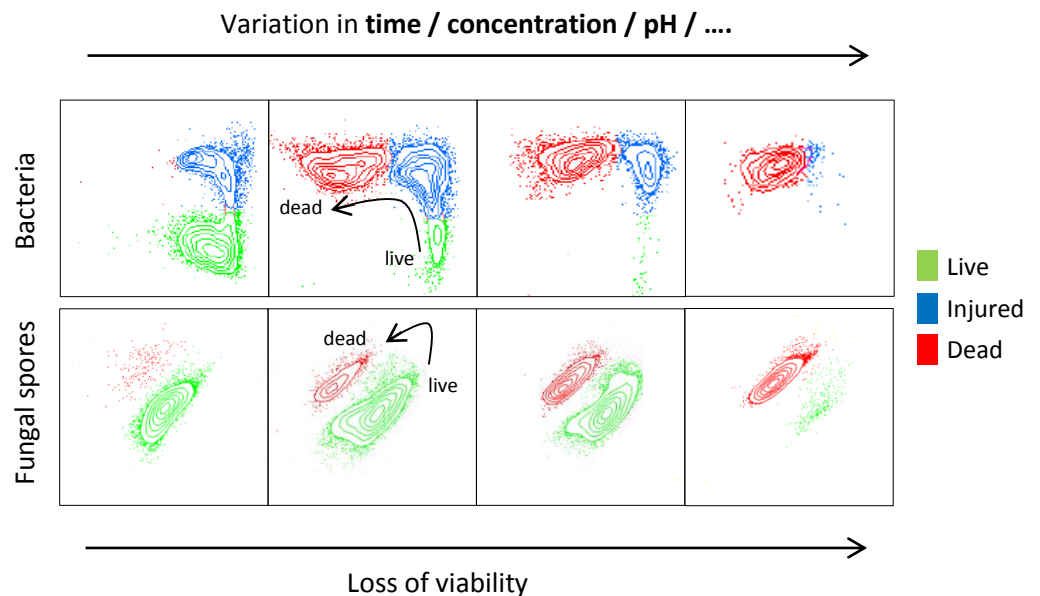 Variation in time / concentration / pH / ....
Bacteria
dead
live
Fungal spores
dead
live
Live
Injured
Dead
Loss of viability